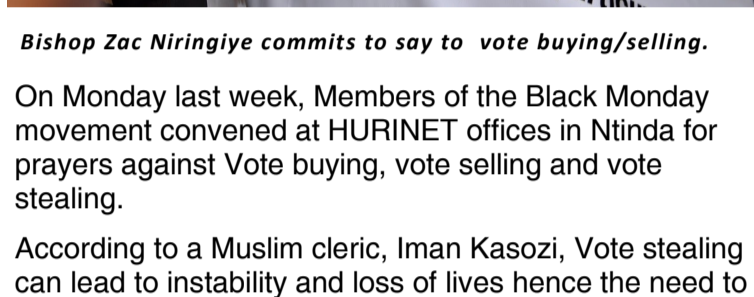 Bishop Zac Niringiye commits to say to vote buying/selling.
On Monday last week, Members of the Black Monday
movement convened at HURINET offices in Ntinda for
prayers against Vote buying, vote selling and vote
stealing.
According to a Muslim cleric, Iman Kasozi, Vote stealing
can lead to instability and loss of lives hence the need to